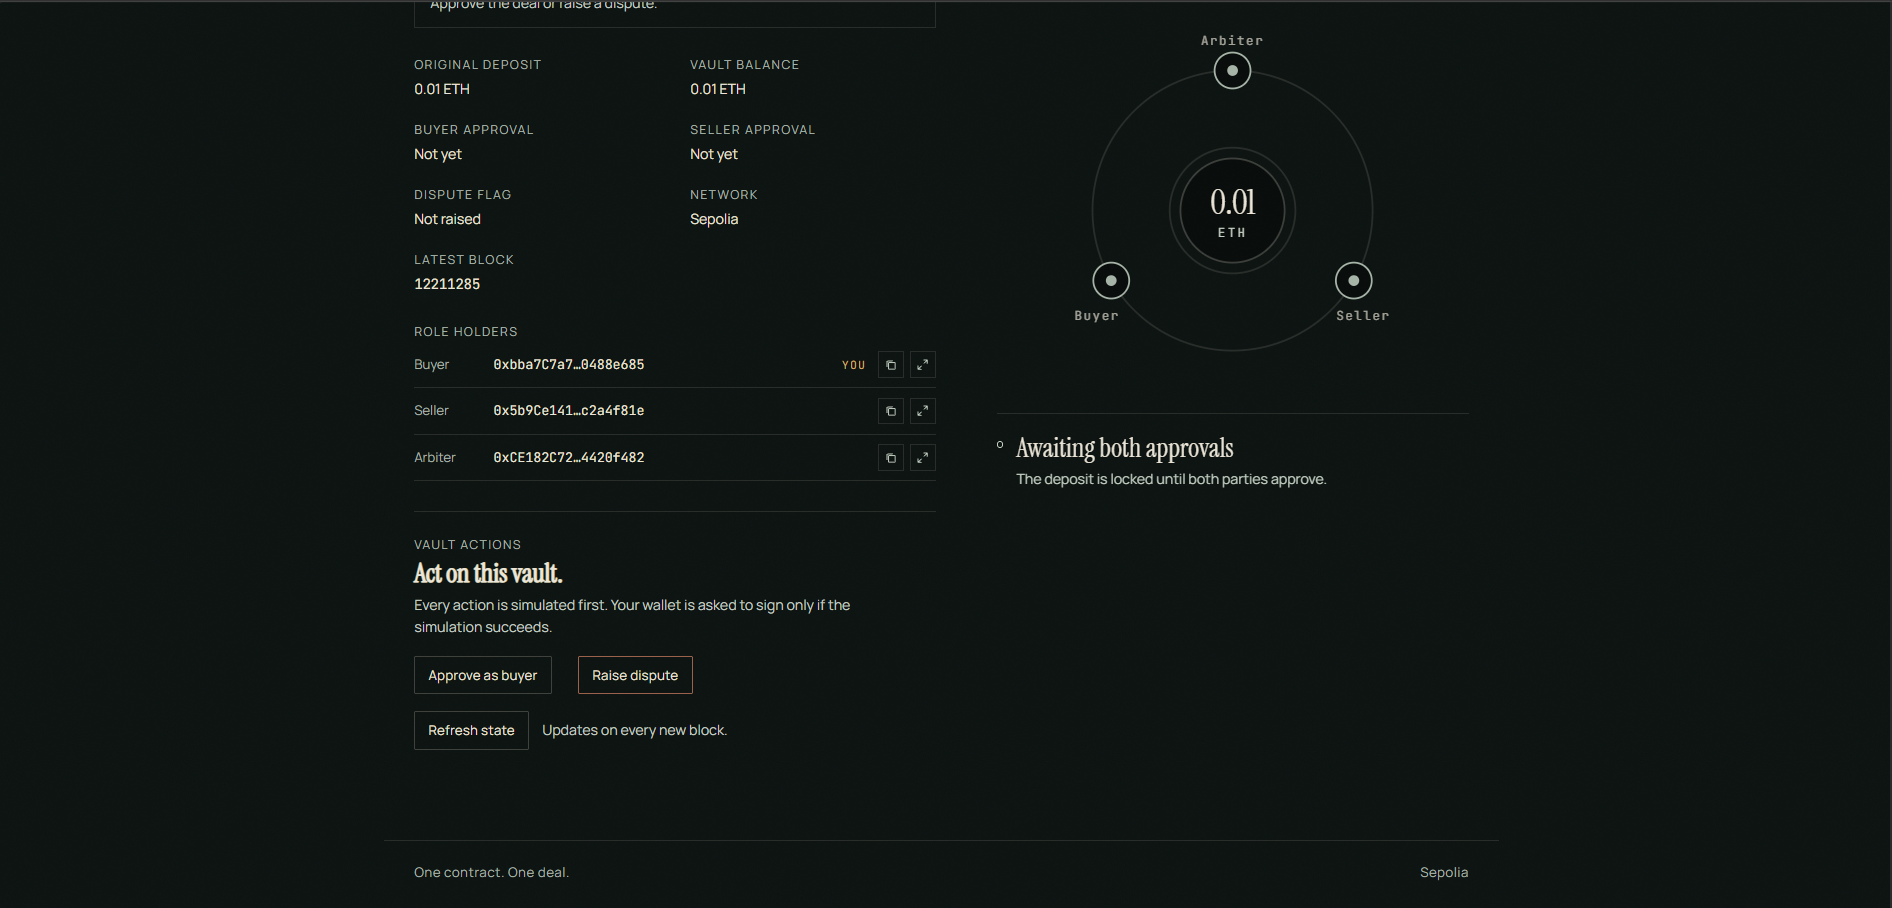 Approve the deal or raise a dispute.
ORIGINAL DEPOSIT
0.01 ETH
VAULT BALANCE
0.01 ETH
BUYER APPROVAL
Not yet
SELLER APPROVAL
Not yet
DISPUTE FLAG
Not raised
NETWORK
Sepolia
LATEST BLOCK
12211285
ROLE HOLDERS
Buyer 0xbba7C7a7…0488e685 YOU
Seller 0x5b9Ce141…c2a4f81e
Arbiter 0xCE182C72…4420f482
VAULT ACTIONS
Act on this vault.
Every action is simulated first. Your wallet is asked to sign only if the
simulation succeeds.
Approve as buyer
Raise dispute
Refresh state
Updates on every new block.
Arbiter
0.01
ETH
Buyer
Seller
Awaiting both approvals
The deposit is locked until both parties approve.
One contract. One deal.
Sepolia